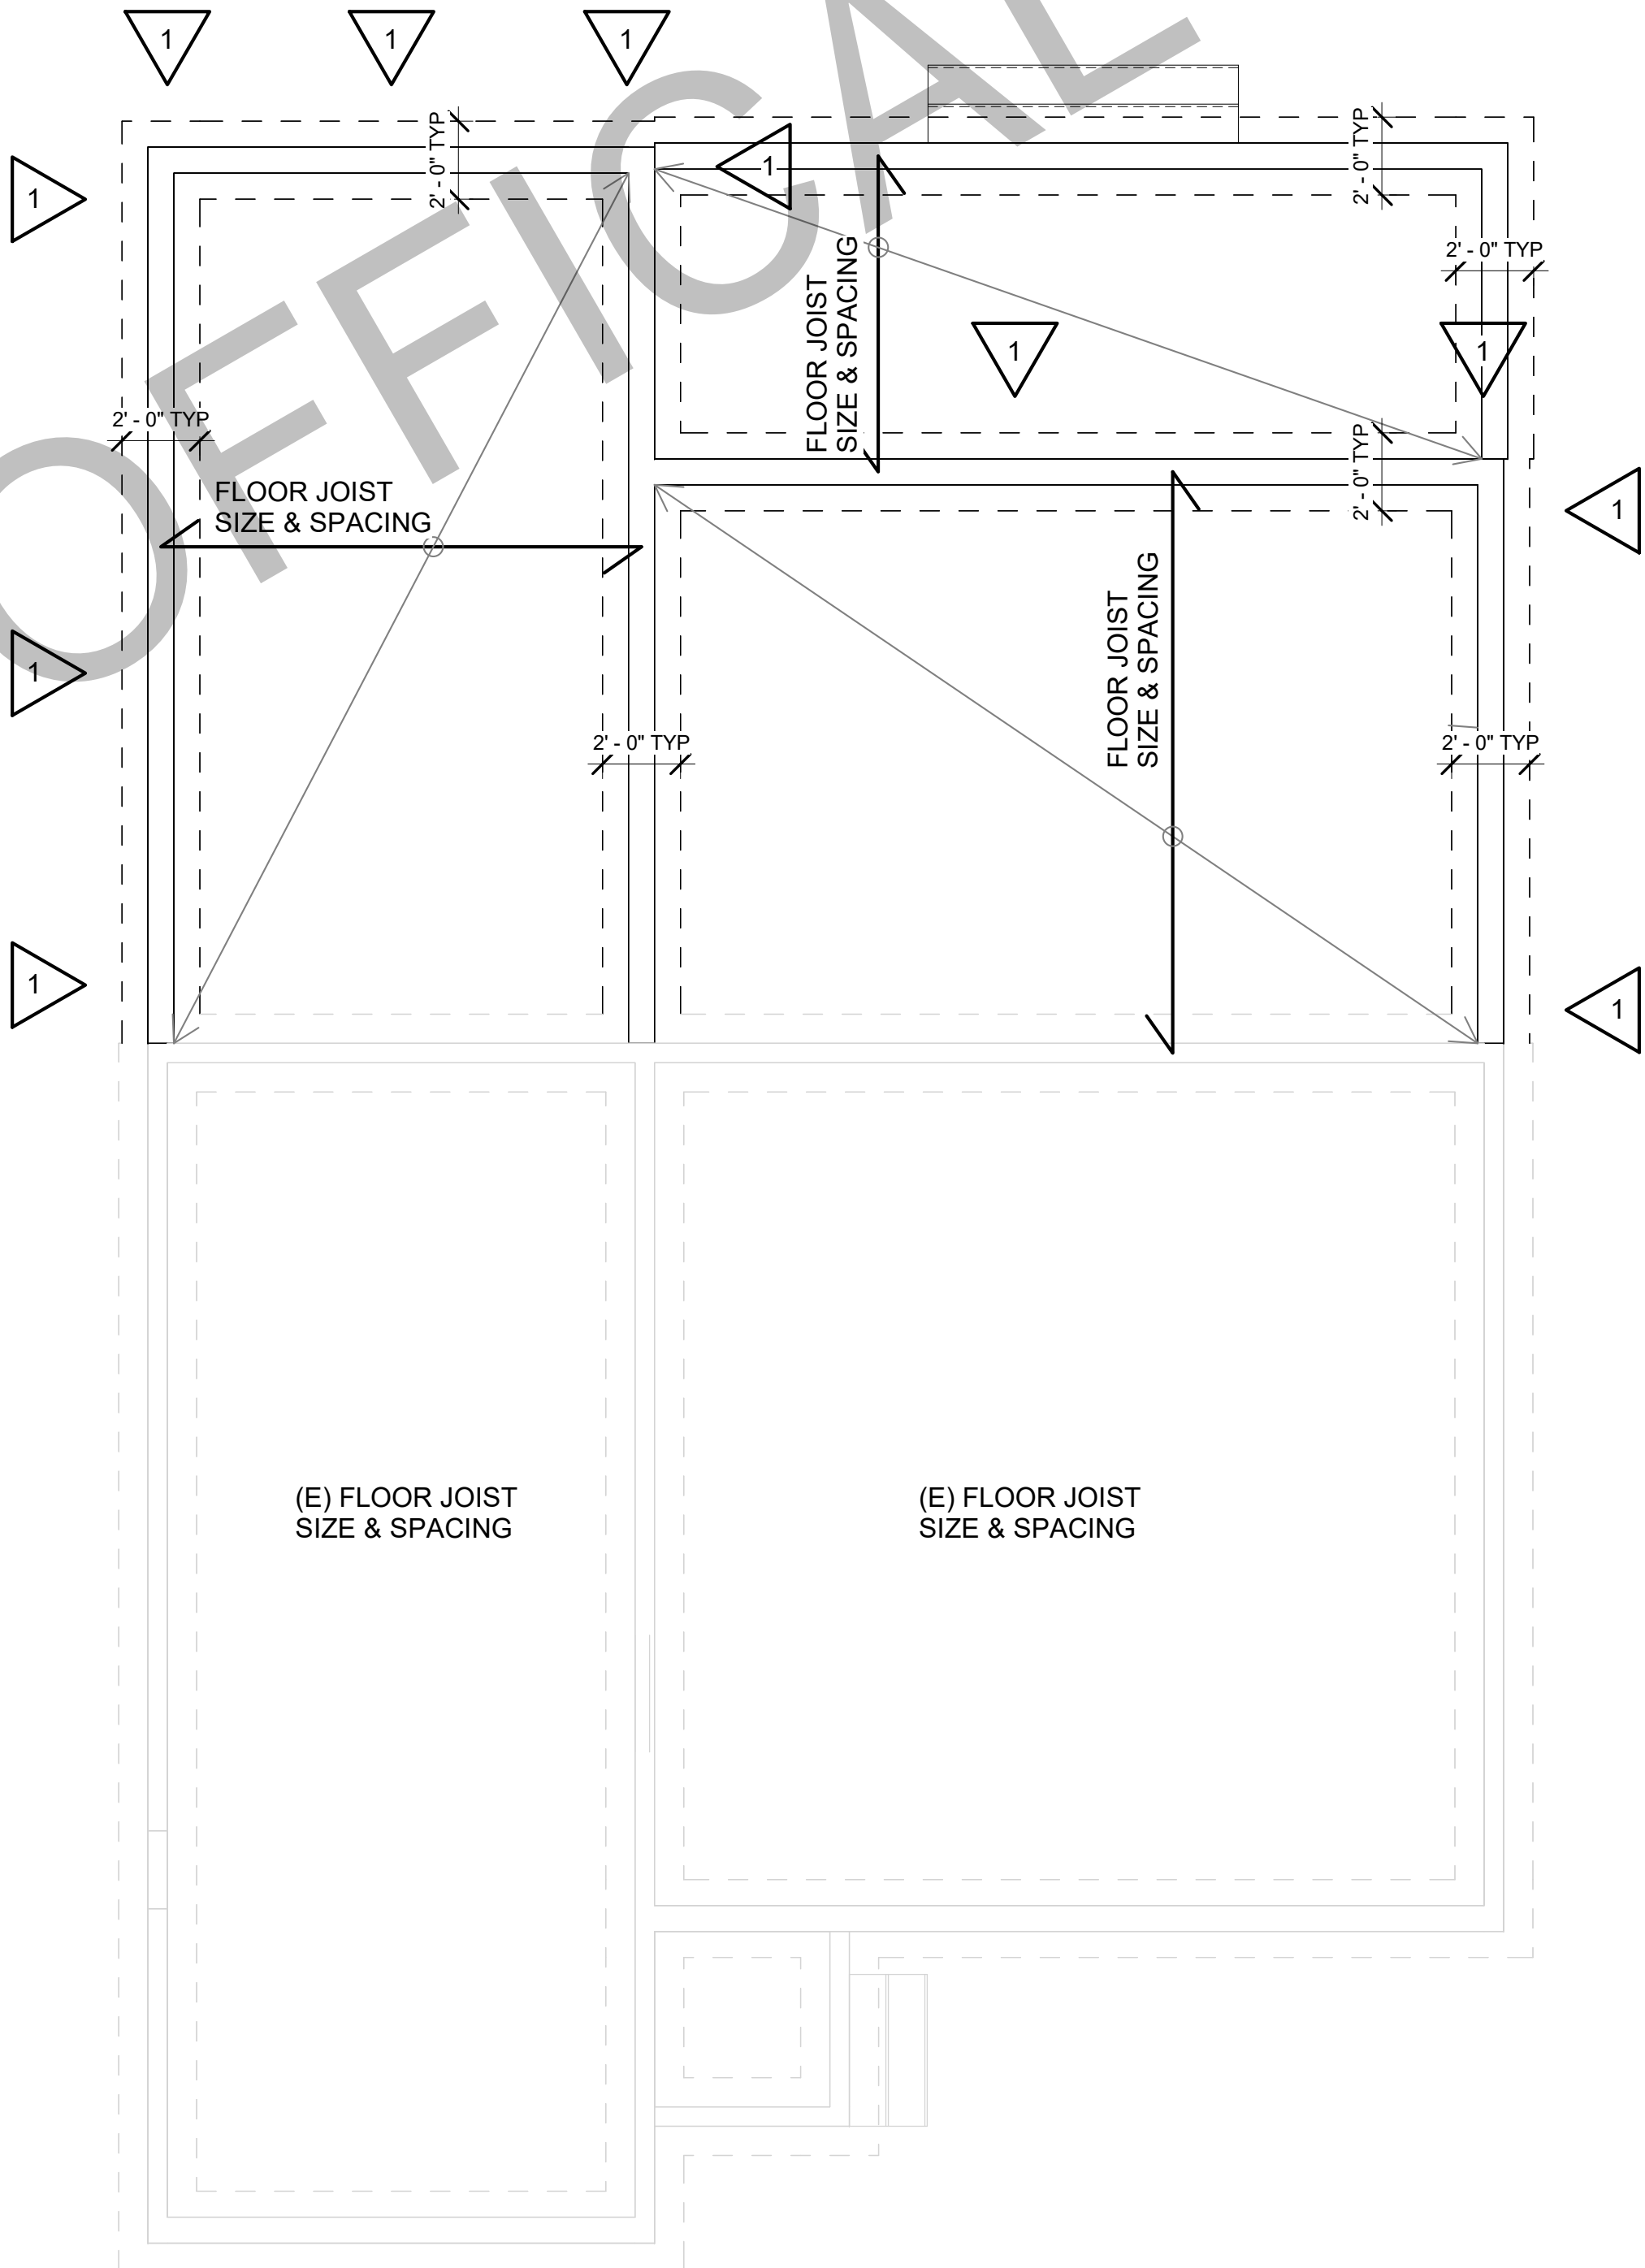 1
1
1
OFFICAL
2' - 0" TYP
2' - 0" TYP
1
1
2' - 0" TYP
FLOOR JOIST
SIZE & SPACING
1
1
2' - 0" TYP
2' - 0" TYP
FLOOR JOIST
SIZE & SPACING
1
FLOOR JOIST
SIZE & SPACING
1
2' - 0" TYP
2' - 0" TYP
1
1
(E) FLOOR JOIST
SIZE & SPACING
(E) FLOOR JOIST
SIZE & SPACING